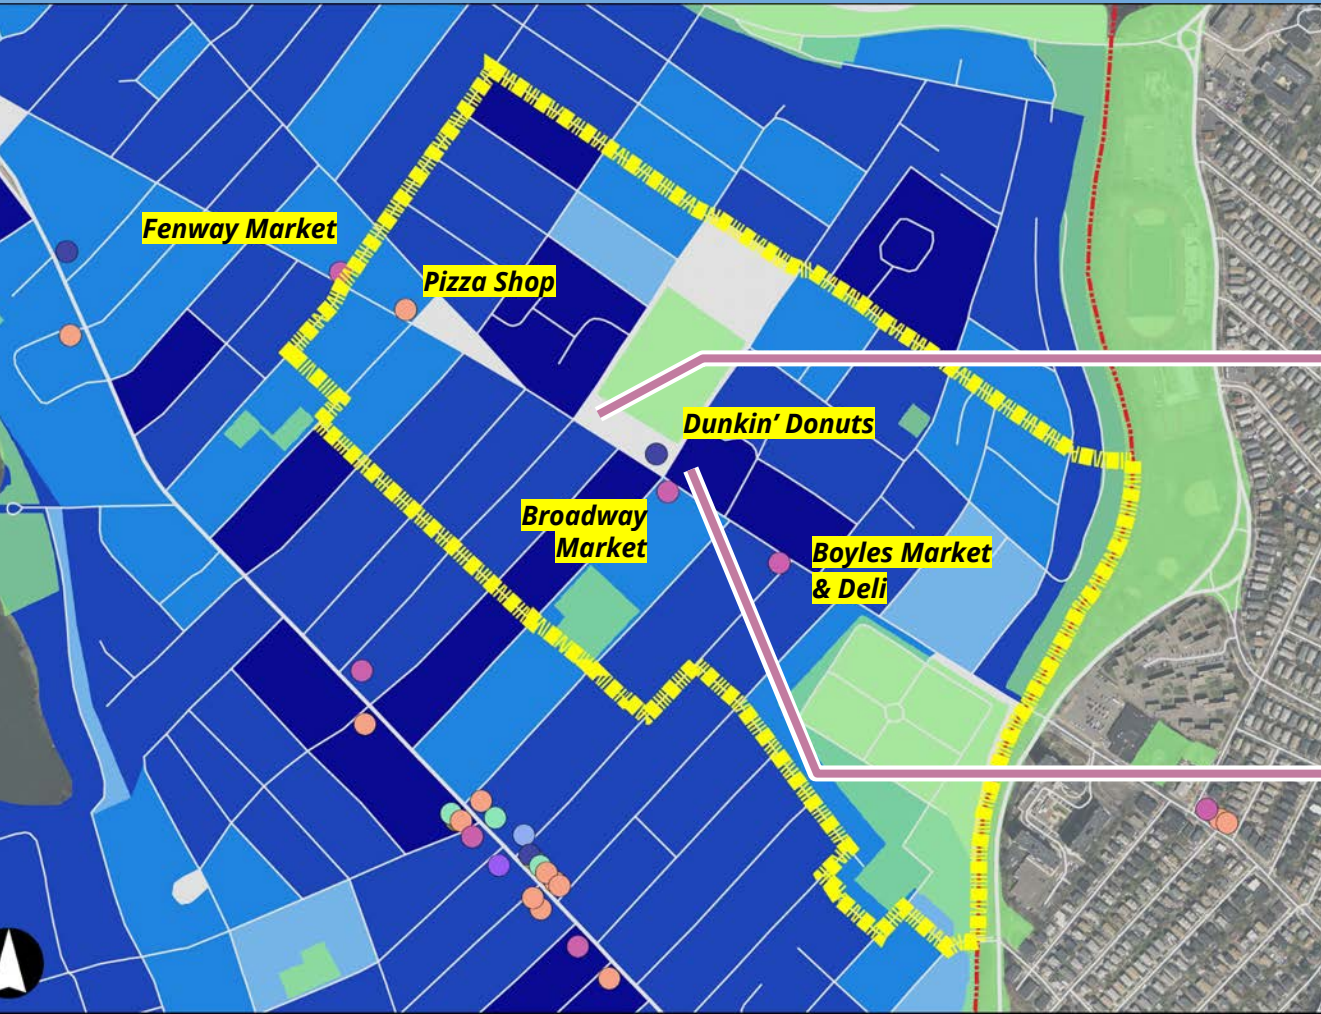 Fenway Market
Pizza Shop
Dunkin’ Donuts
Broadway
Market
Boyles Market
& Deli